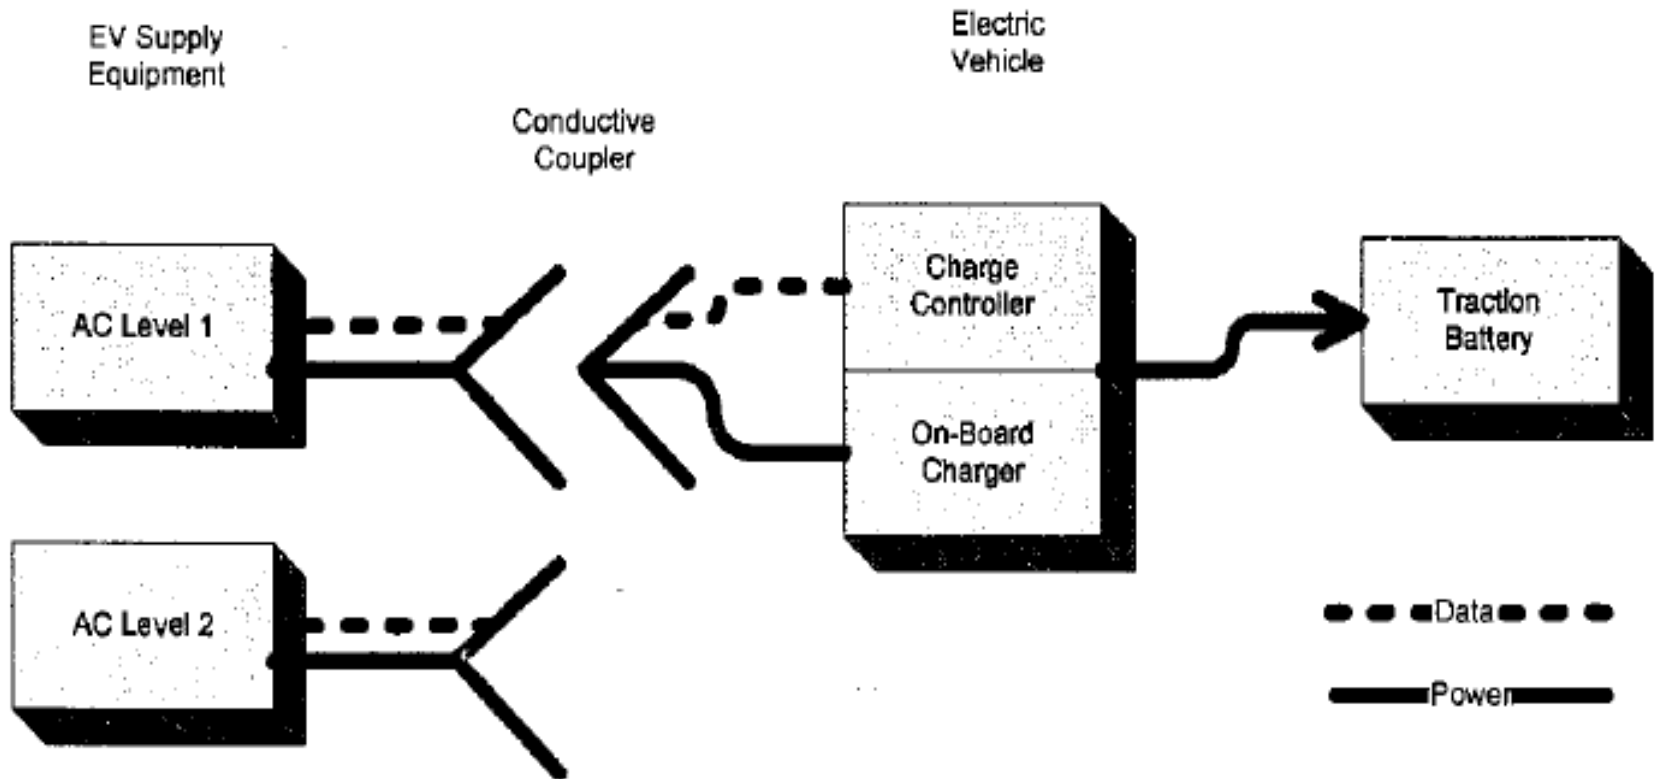 EV Supply
Equipment
Electric
Vehicle
Conductive
Coupler
AC Level 1
Charge
Controller
Traction
Battery
On-Board
Charger
AC Level 2
Data
Power